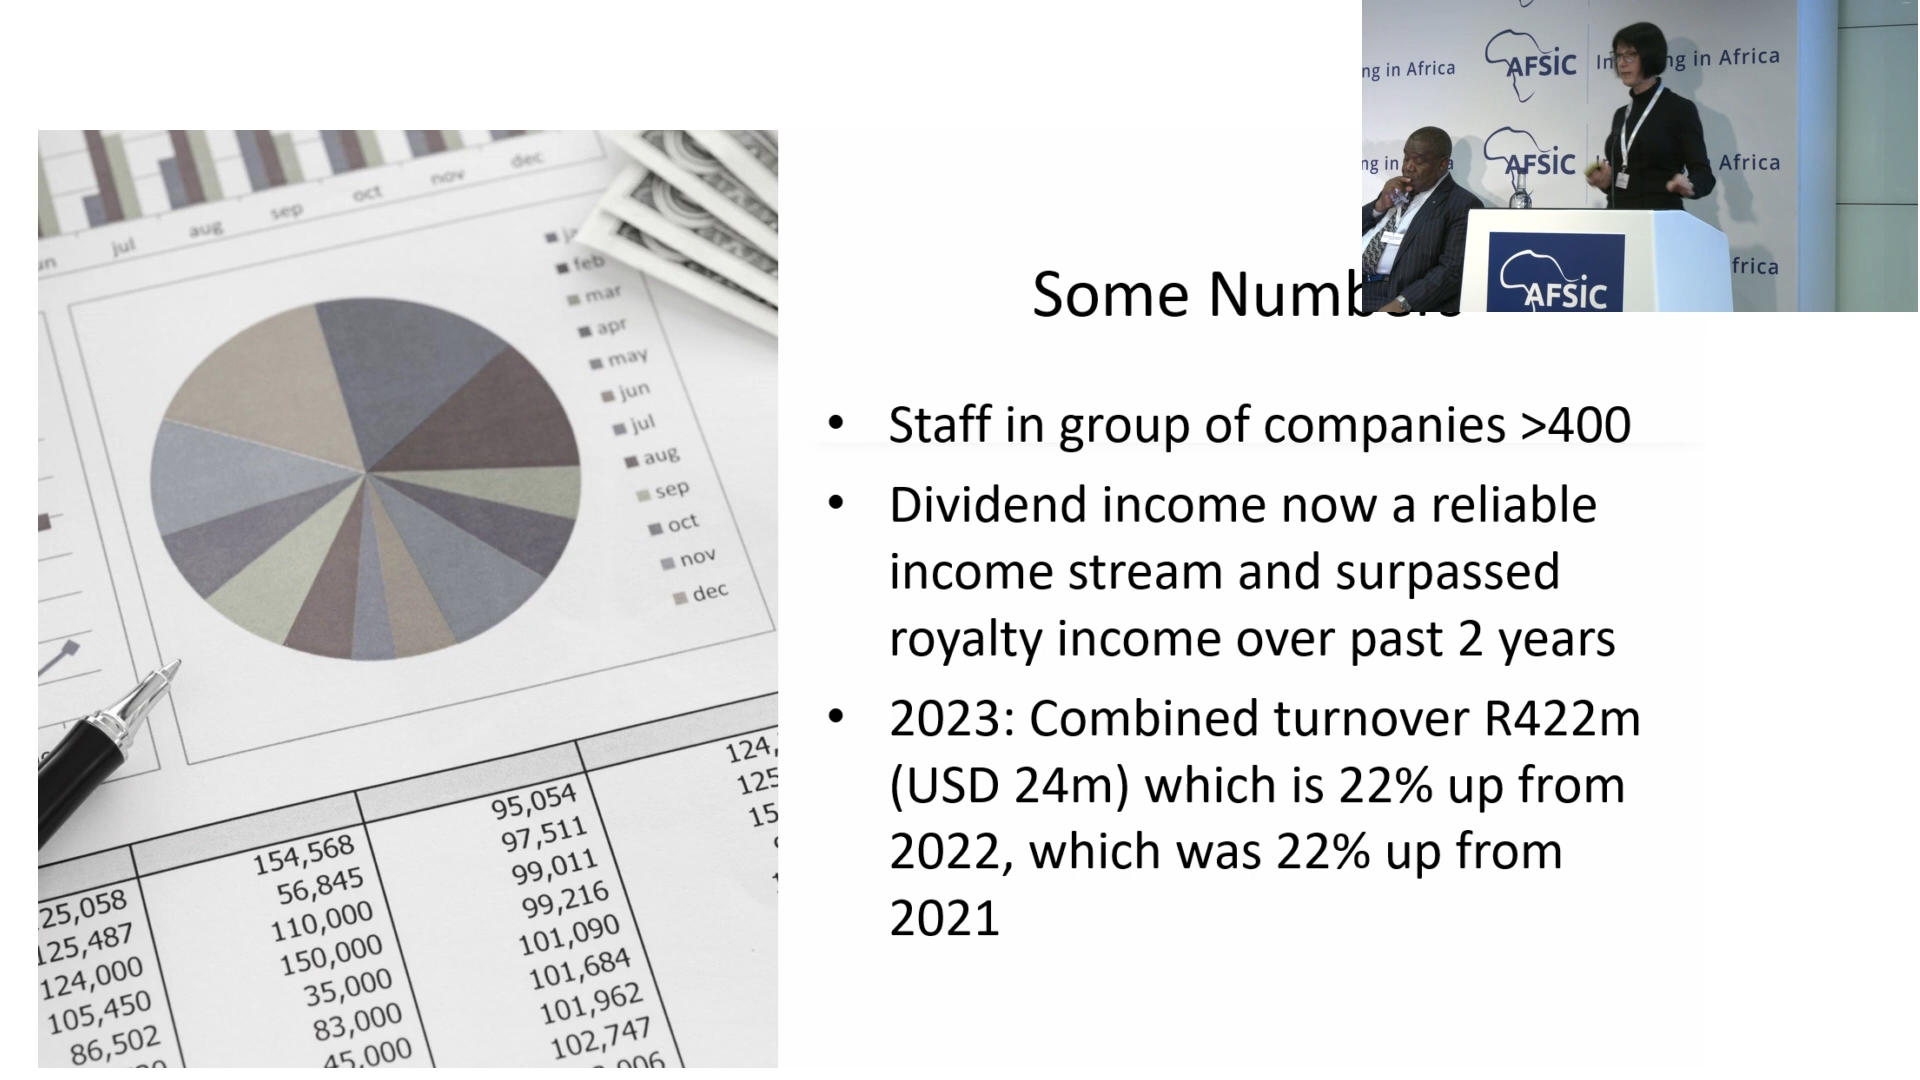 ng in Africa
AFSIC
In
ng in Africa
ng in
AFSIC
Africa
frica
AFSIC
Some Numbers
• Staff in group of companies >400
• Dividend income now a reliable
income stream and surpassed
royalty income over past 2 years
• 2023: Combined turnover R422m
(USD 24m) which is 22% up from
2022, which was 22% up from
2021
jul
aug
sep
oct
nov
dec
feb
mar
apr
may
jun
jul
aug
sep
oct
nov
dec
25,058
125,487
124,000
105,450
86,502
154,568
56,845
110,000
150,000
35,000
83,000
45,000
95,054
97,511
99,011
99,216
101,090
101,684
101,962
102,747
124,
125
15